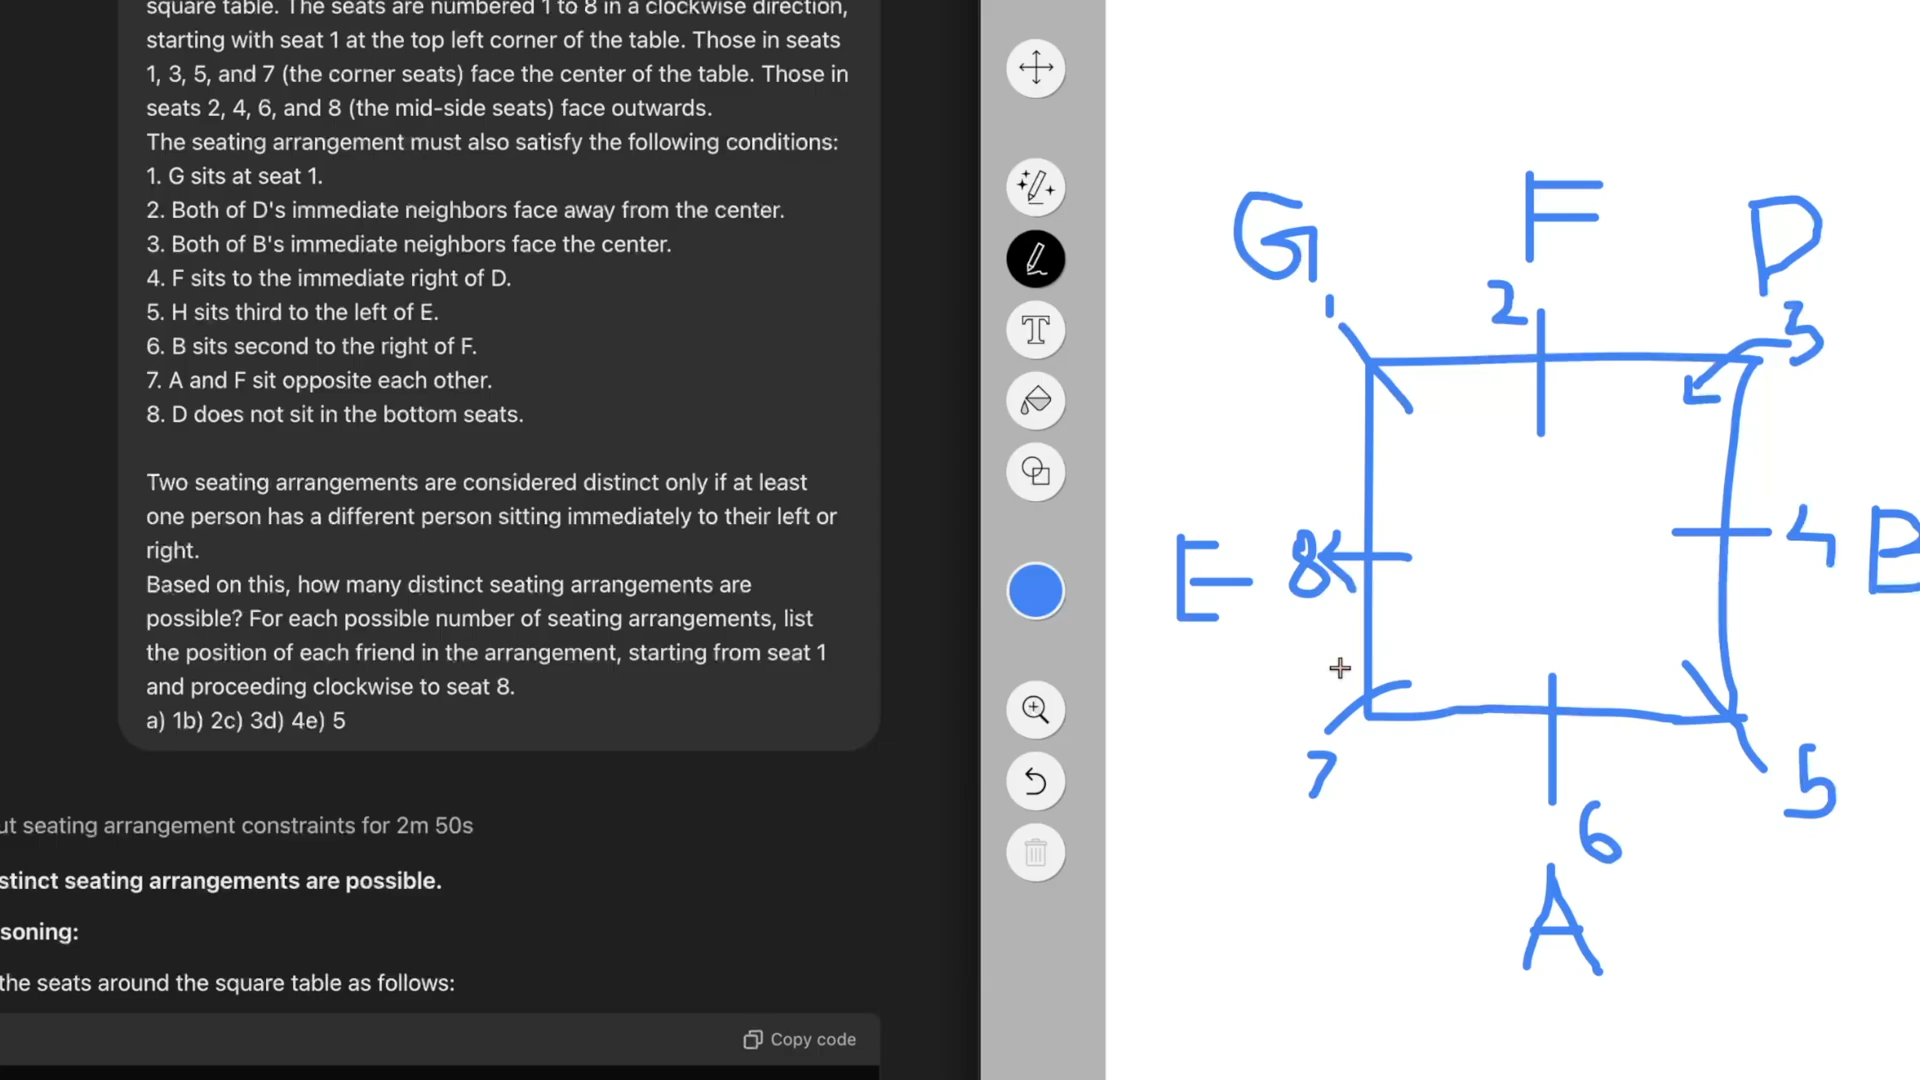 square table. The seats are numbered 1 to 8 in a clockwise direction,
starting with seat 1 at the top left corner of the table. Those in seats
1, 3, 5, and 7 (the corner seats) face the center of the table. Those in
seats 2, 4, 6, and 8 (the mid-side seats) face outwards.
The seating arrangement must also satisfy the following conditions:
1. G sits at seat 1.
2. Both of D's immediate neighbors face away from the center.
3. Both of B's immediate neighbors face the center.
4. F sits to the immediate right of D.
5. H sits third to the left of E.
6. B sits second to the right of F.
7. A and F sit opposite each other.
8. D does not sit in the bottom seats.
Two seating arrangements are considered distinct only if at least
one person has a different person sitting immediately to their left or
right.
Based on this, how many distinct seating arrangements are
possible? For each possible number of seating arrangements, list
the position of each friend in the arrangement, starting from seat 1
and proceeding clockwise to seat 8.
a) 1b) 2c) 3d) 4e) 5
ut seating arrangement constraints for 2m 50s
stinct seating arrangements are possible.
soning:
the seats around the square table as follows:
Copy code
T
G F D
1 2 3
E 8 4 B
7 6 5
A